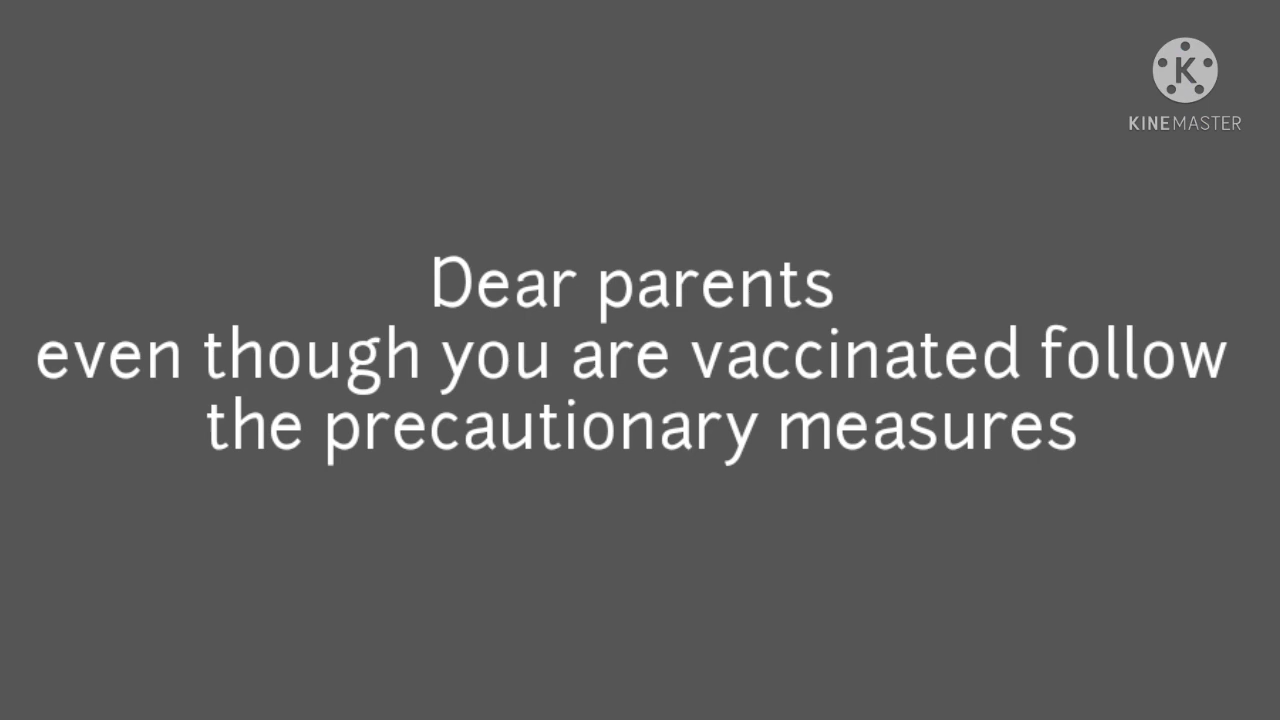 K
KINEMASTER
Dear parents
even though you are vaccinated follow
the precautionary measures